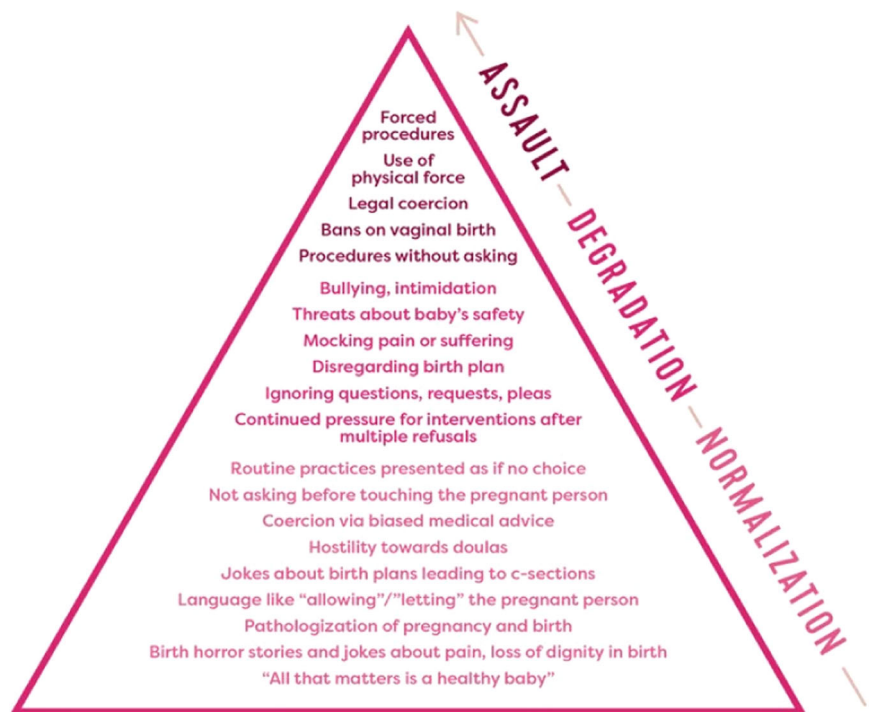 Forced
procedures
Use of
physical force
Legal coercion
Bans on vaginal birth
Procedures without asking
Bullying, intimidation
Threats about baby’s safety
Mocking pain or suffering
Disregarding birth plan
Ignoring questions, requests, pleas
Continued pressure for interventions after
multiple refusals
Routine practices presented as if no choice
Not asking before touching the pregnant person
Coercion via biased medical advice
Hostility towards doulas
Jokes about birth plans leading to c-sections
Language like “allowing”/”letting” the pregnant person
Pathologization of pregnancy and birth
Birth horror stories and jokes about pain, loss of dignity in birth
“All that matters is a healthy baby”
ASSAULT — DEGRADATION — NORMALIZATION —